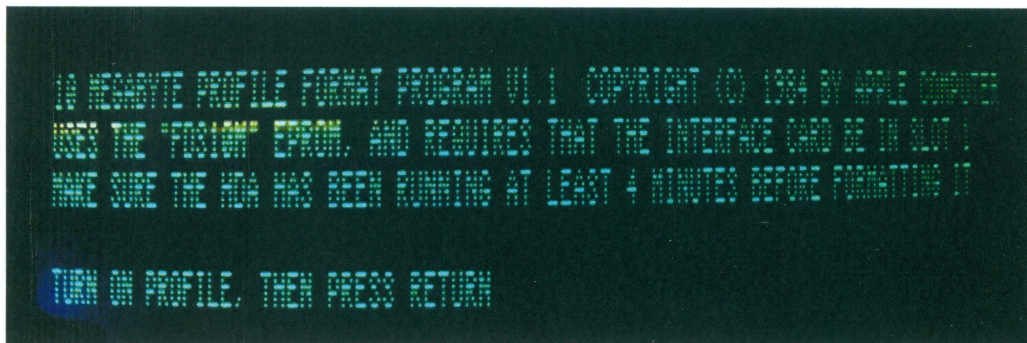 10 MEGABYTE PROFILE FORMAT PROGRAM V1.1 COPYRIGHT (C) 1984 BY APPLE COMPUTER
USES THE "FOSIUM" EPROM, AND REQUIRES THAT THE INTERFACE CARD BE IN SLOT 1
MAKE SURE THE HDA HAS BEEN RUNNING AT LEAST 4 MINUTES BEFORE FORMATTING IT
TURN ON PROFILE, THEN PRESS RETURN